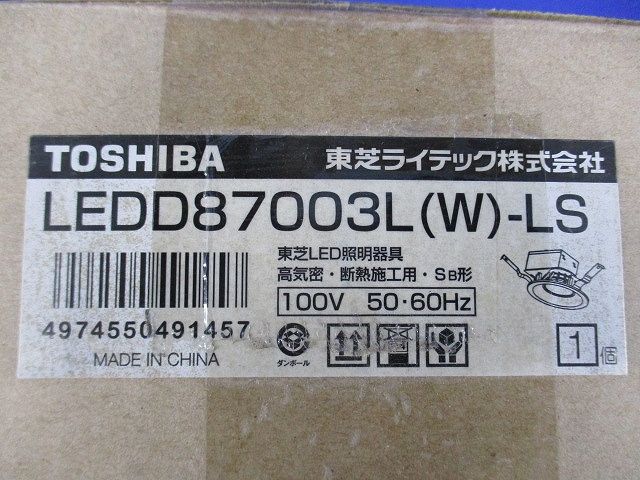 TOSHIBA 東芝ライテック株式会社
LEDD87003L(W)-LS
東芝LED照明器具
高気密・断熱施工用・SB形
100V 50・60Hz
4974550491457
MADE IN CHINA
ダンボール
1個